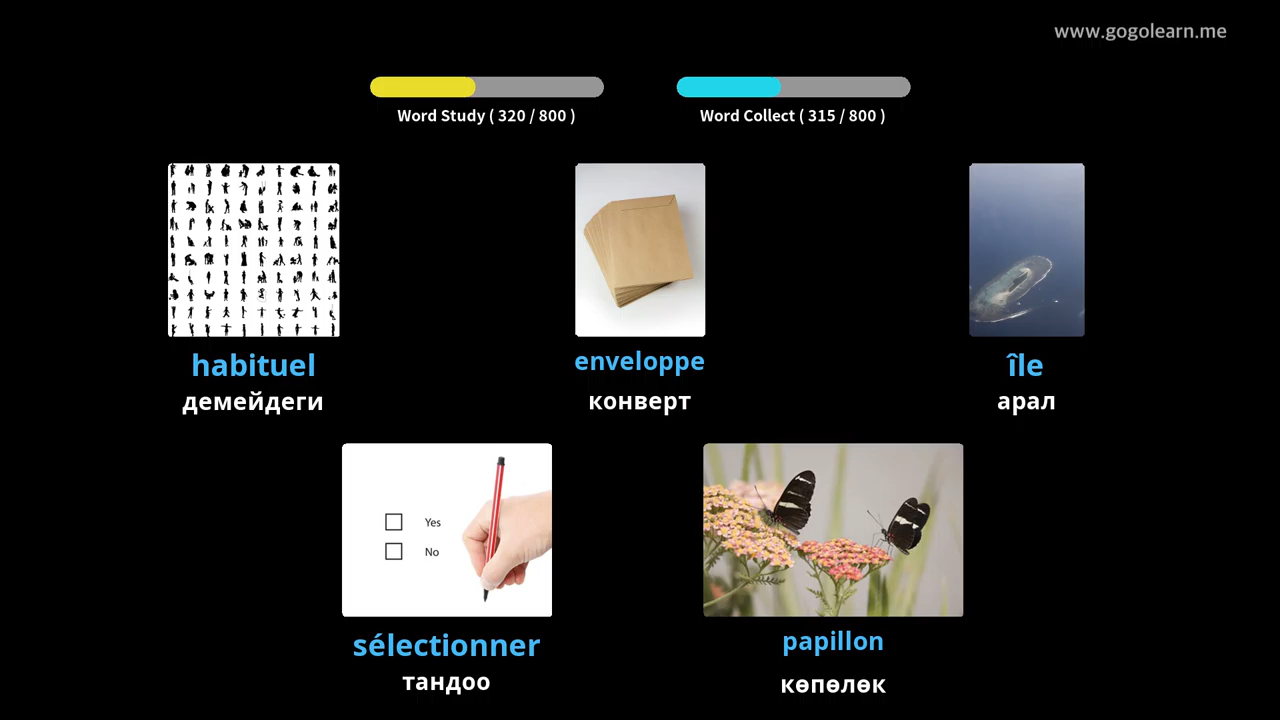 www.gogolearn.me
Word Study ( 320 / 800 )
Word Collect ( 315 / 800 )
habituel
демейдеги
enveloppe
конверт
île
арал
Yes
No
sélectionner
тандоо
papillon
көпөлөк